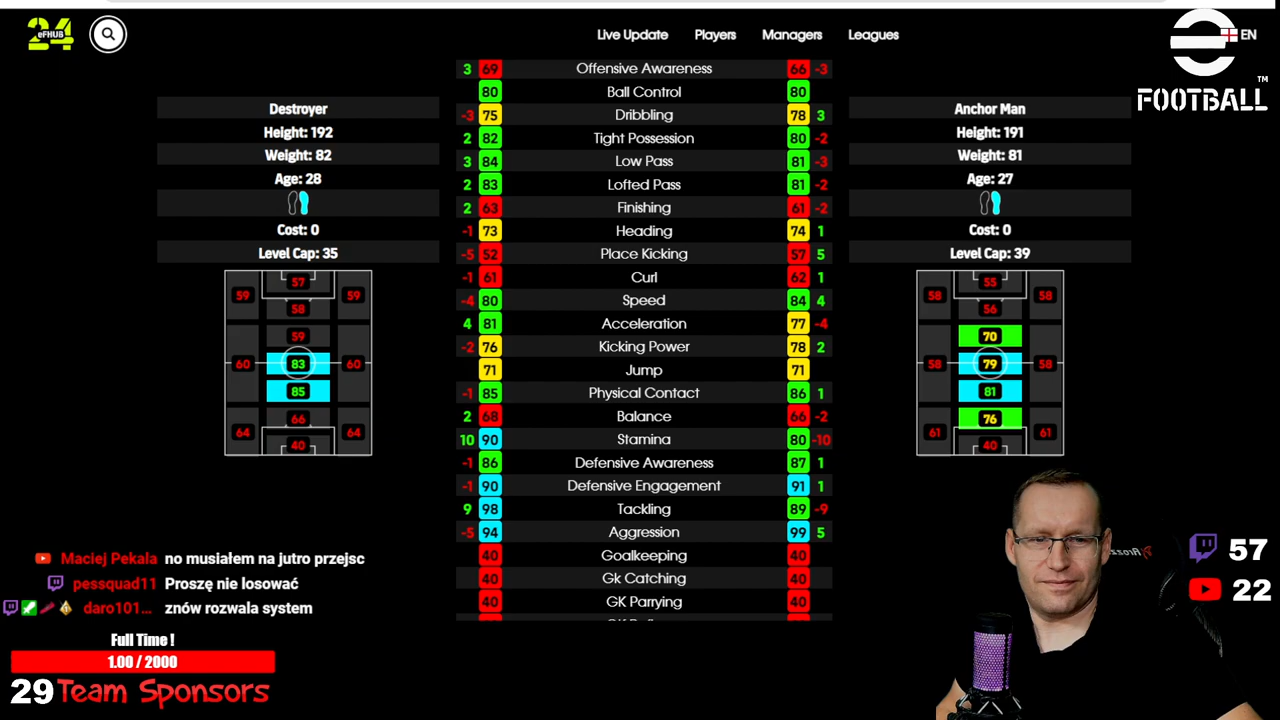 24
eFHUB
Live Update Players Managers Leagues
EN
FOOTBALL™
Destroyer
Height: 192
Weight: 82
Age: 28
Cost: 0
Level Cap: 35
57
59 59
58
59
60 83 60
85
66
64 64
40
3 69 Offensive Awareness 66 -3
80 Ball Control 80
-3 75 Dribbling 78 3
2 82 Tight Possession 80 -2
3 84 Low Pass 81 -3
2 83 Lofted Pass 81 -2
2 63 Finishing 61 -2
-1 73 Heading 74 1
-5 52 Place Kicking 57 5
-1 61 Curl 62 1
-4 80 Speed 84 4
4 81 Acceleration 77 -4
-2 76 Kicking Power 78 2
71 Jump 71
-1 85 Physical Contact 86 1
2 68 Balance 66 -2
10 90 Stamina 80 -10
-1 86 Defensive Awareness 87 1
-1 90 Defensive Engagement 91 1
9 98 Tackling 89 -9
-5 94 Aggression 99 5
40 Goalkeeping 40
40 Gk Catching 40
40 GK Parrying 40
Anchor Man
Height: 191
Weight: 81
Age: 27
Cost: 0
Level Cap: 39
55
58 58
56
70
58 79 58
81
76
61 61
40
Maciej Pekala no musiałem na jutro przejsc
pessquad11 Proszę nie losować
daro101... znów rozwala system
Full Time !
1.00 / 2000
29 Team Sponsors
57
22